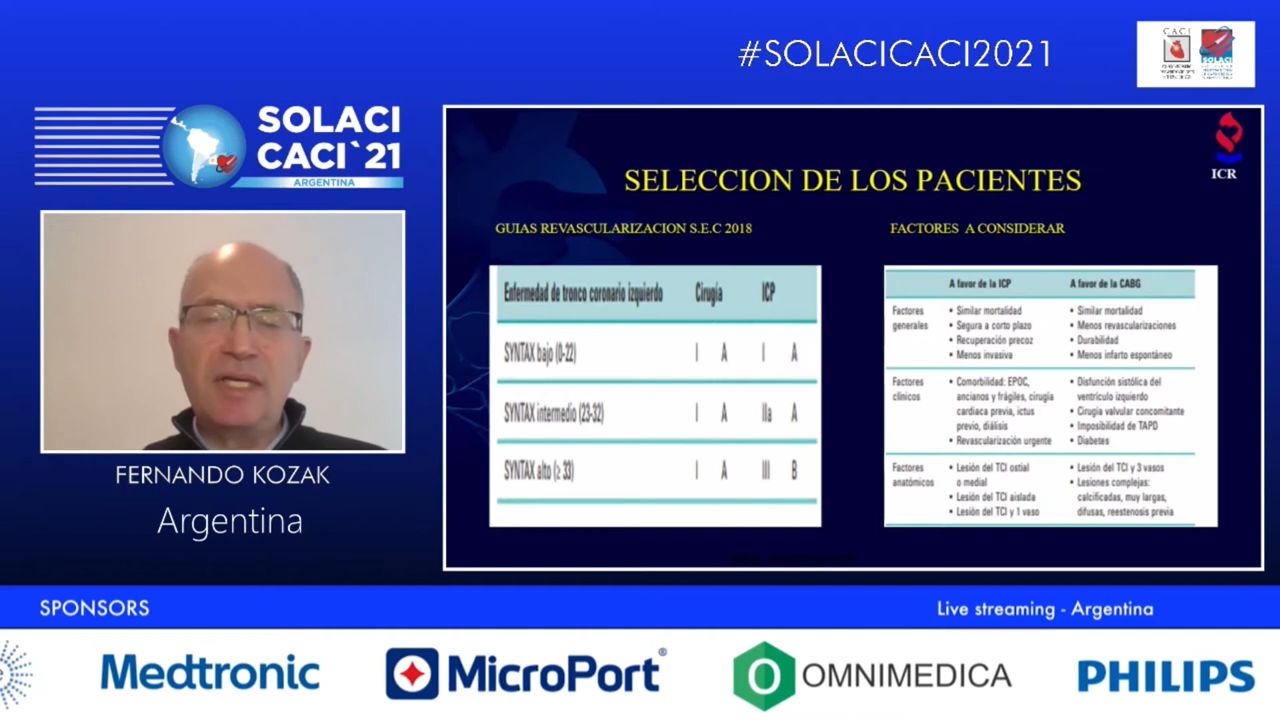 #SOLACICACI2021
SOLACI
CACI`21
ARGENTINA
SOLACI
ICR
SELECCION DE LOS PACIENTES
GUIAS REVASCULARIZACION S.E.C 2018
Enfermedad de tronco coronario izquierdo Cirugía ICP
SYNTAX bajo (0-22) I A I A
SYNTAX intermedio (23-32) I A IIa A
SYNTAX alto (≥ 33) I A III B
FACTORES A CONSIDERAR
A favor de la ICP A favor de la CABG
Factores generales
• Similar mortalidad
• Segura a corto plazo
• Recuperación precoz
• Menos invasiva
• Similar mortalidad
• Menos revascularizaciones
• Durabilidad
• Menos infarto espontáneo
Factores clínicos
• Comorbilidad: EPOC,
ancianos y frágiles, cirugía
cardiaca previa, ictus
previo, diálisis
• Revascularización urgente
• Disfunción sistólica del
ventrículo izquierdo
• Cirugía valvular concomitante
• Imposibilidad de TAPD
• Diabetes
Factores anatómicos
• Lesión del TCI ostial
o medial
• Lesión del TCI aislada
• Lesión del TCI y 1 vaso
• Lesión del TCI y 3 vasos
• Lesiones complejas:
calcificadas, muy largas,
difusas, reestenosis previa
FERNANDO KOZAK
Argentina
SPONSORS
Live streaming - Argentina
Medtronic
MicroPort®
OMNIMEDICA
PHILIPS